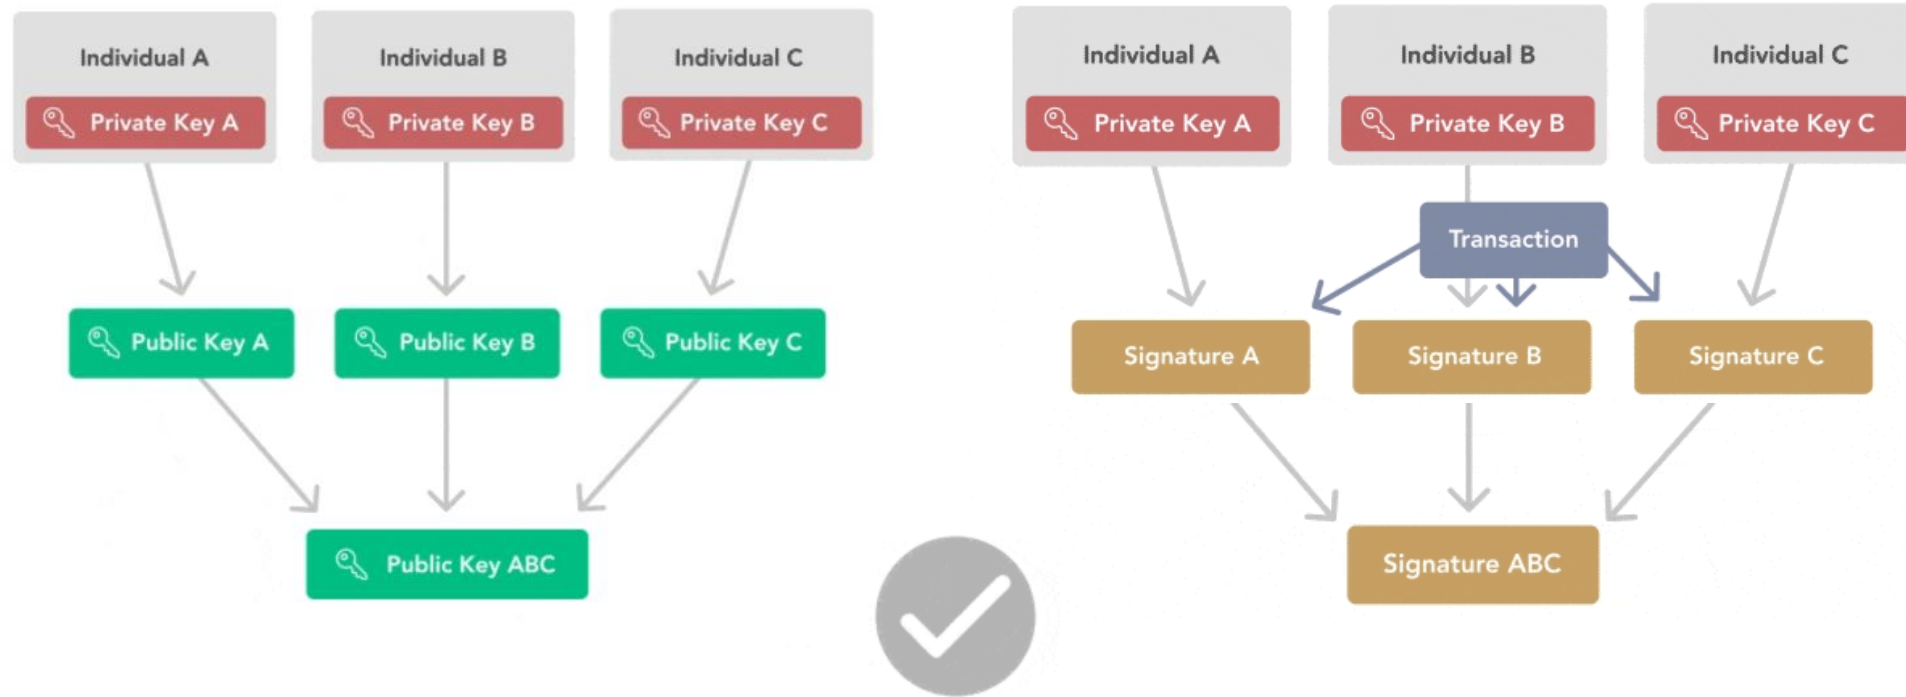 Individual A
Private Key A
Individual B
Private Key B
Individual C
Private Key C
Public Key A
Public Key B
Public Key C
Public Key ABC
Individual A
Private Key A
Individual B
Private Key B
Individual C
Private Key C
Transaction
Signature A
Signature B
Signature C
Signature ABC